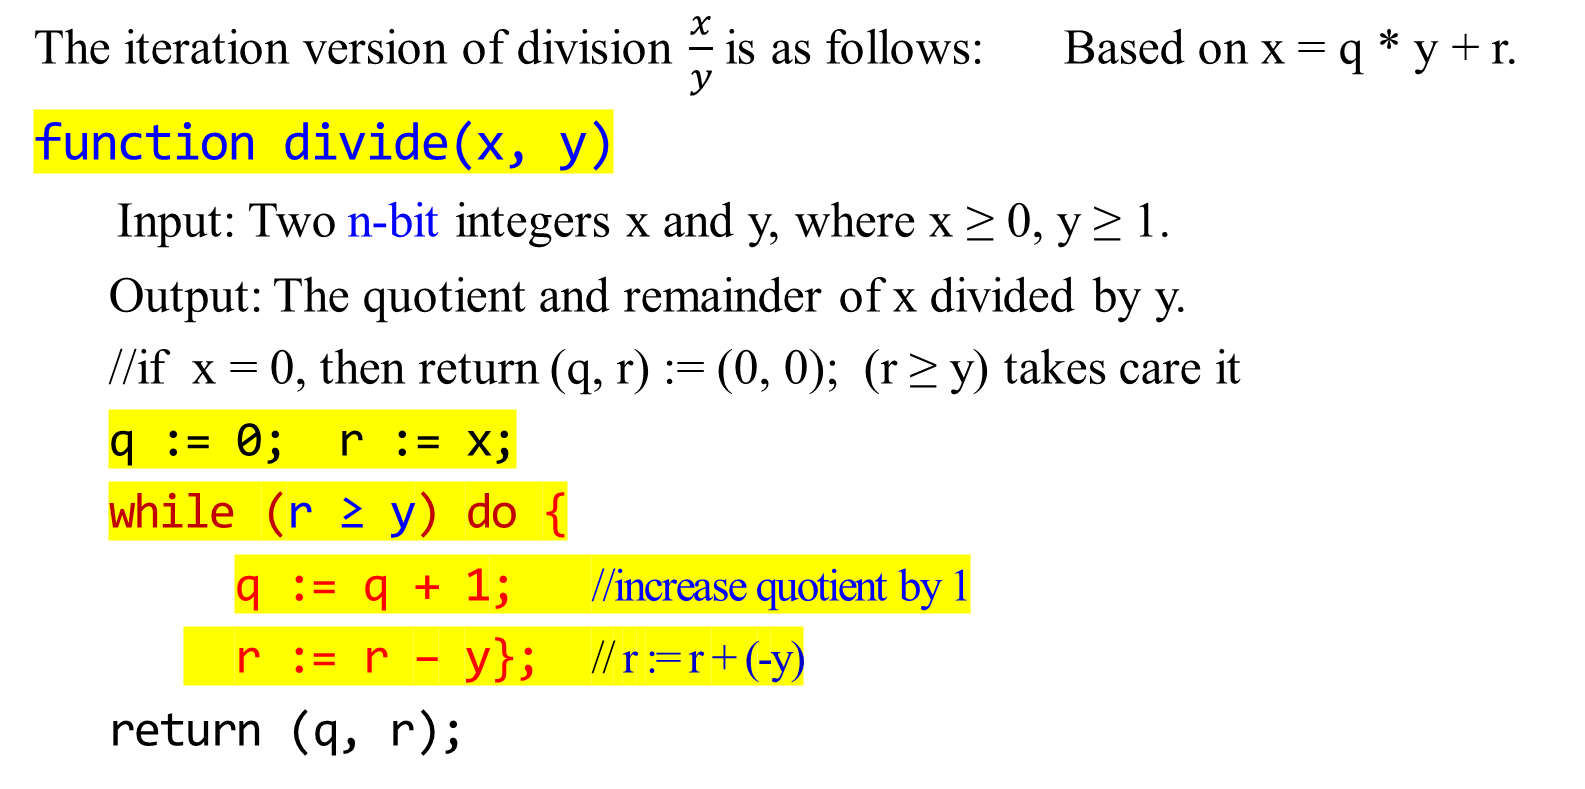 The iteration version of division x/y is as follows: Based on x = q * y + r.
function divide(x, y)
Input: Two n-bit integers x and y, where x ≥ 0, y ≥ 1.
Output: The quotient and remainder of x divided by y.
//if x = 0, then return (q, r) := (0, 0); (r ≥ y) takes care it
q := 0; r := x;
while (r ≥ y) do {
q := q + 1; //increase quotient by 1
r := r – y}; // r := r + (-y)
return (q, r);